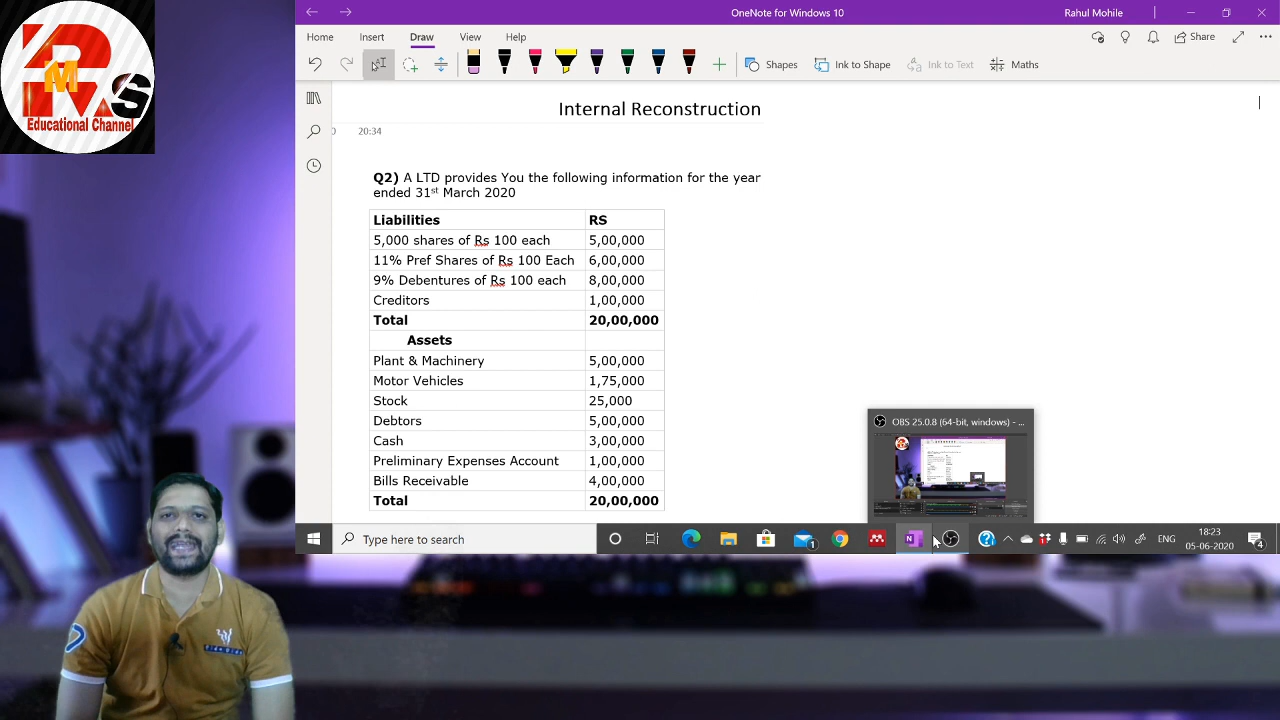 R
M
S
Educational Channel
OneNote for Windows 10
Rahul Mohile
Home Insert Draw View Help
Share
Shapes Ink to Shape Ink to Text Maths
Internal Reconstruction
20:34
Q2) A LTD provides You the following information for the year
ended 31st March 2020
Liabilities RS
5,000 shares of Rs 100 each 5,00,000
11% Pref Shares of Rs 100 Each 6,00,000
9% Debentures of Rs 100 each 8,00,000
Creditors 1,00,000
Total 20,00,000
Assets
Plant & Machinery 5,00,000
Motor Vehicles 1,75,000
Stock 25,000
Debtors 5,00,000
Cash 3,00,000
Preliminary Expenses Account 1,00,000
Bills Receivable 4,00,000
Total 20,00,000
OBS 25.0.8 (64-bit, windows) - ...
Type here to search
1
ENG
18:23
05-06-2020
4